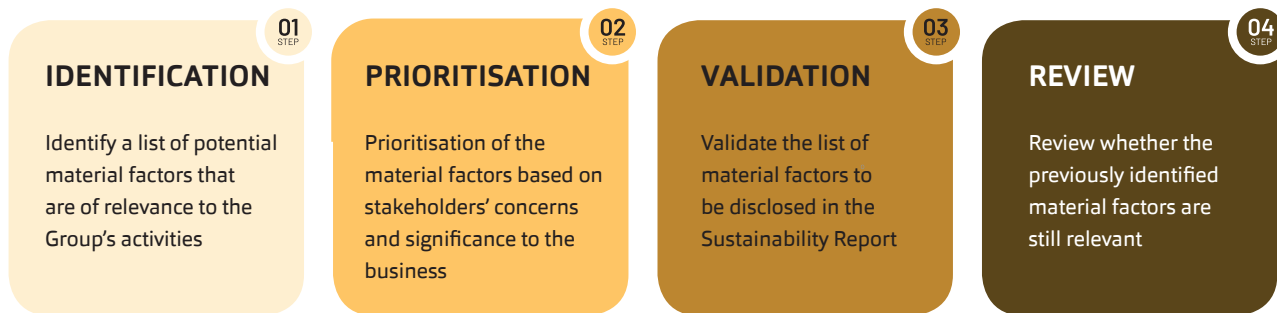 01
STEP
IDENTIFICATION
Identify a list of potential
material factors that
are of relevance to the
Group's activities
02
STEP
PRIORITISATION
Prioritisation of the
material factors based on
stakeholders' concerns
and significance to the
business
03
STEP
VALIDATION
Validate the list of
material factors to
be disclosed in the
Sustainability Report
04
STEP
REVIEW
Review whether the
previously identified
material factors are
still relevant